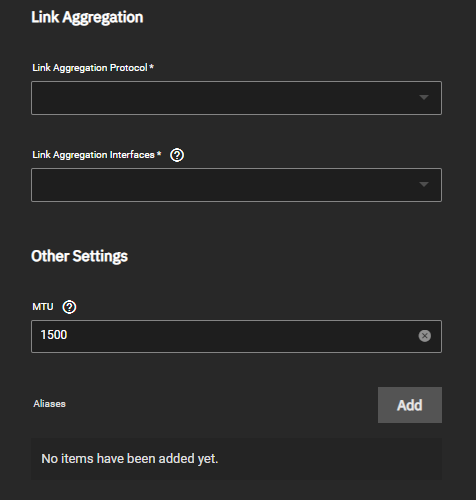 Link Aggregation
Link Aggregation Protocol *
Link Aggregation Interfaces * ?
Other Settings
MTU ?
1500
Aliases
Add
No items have been added yet.